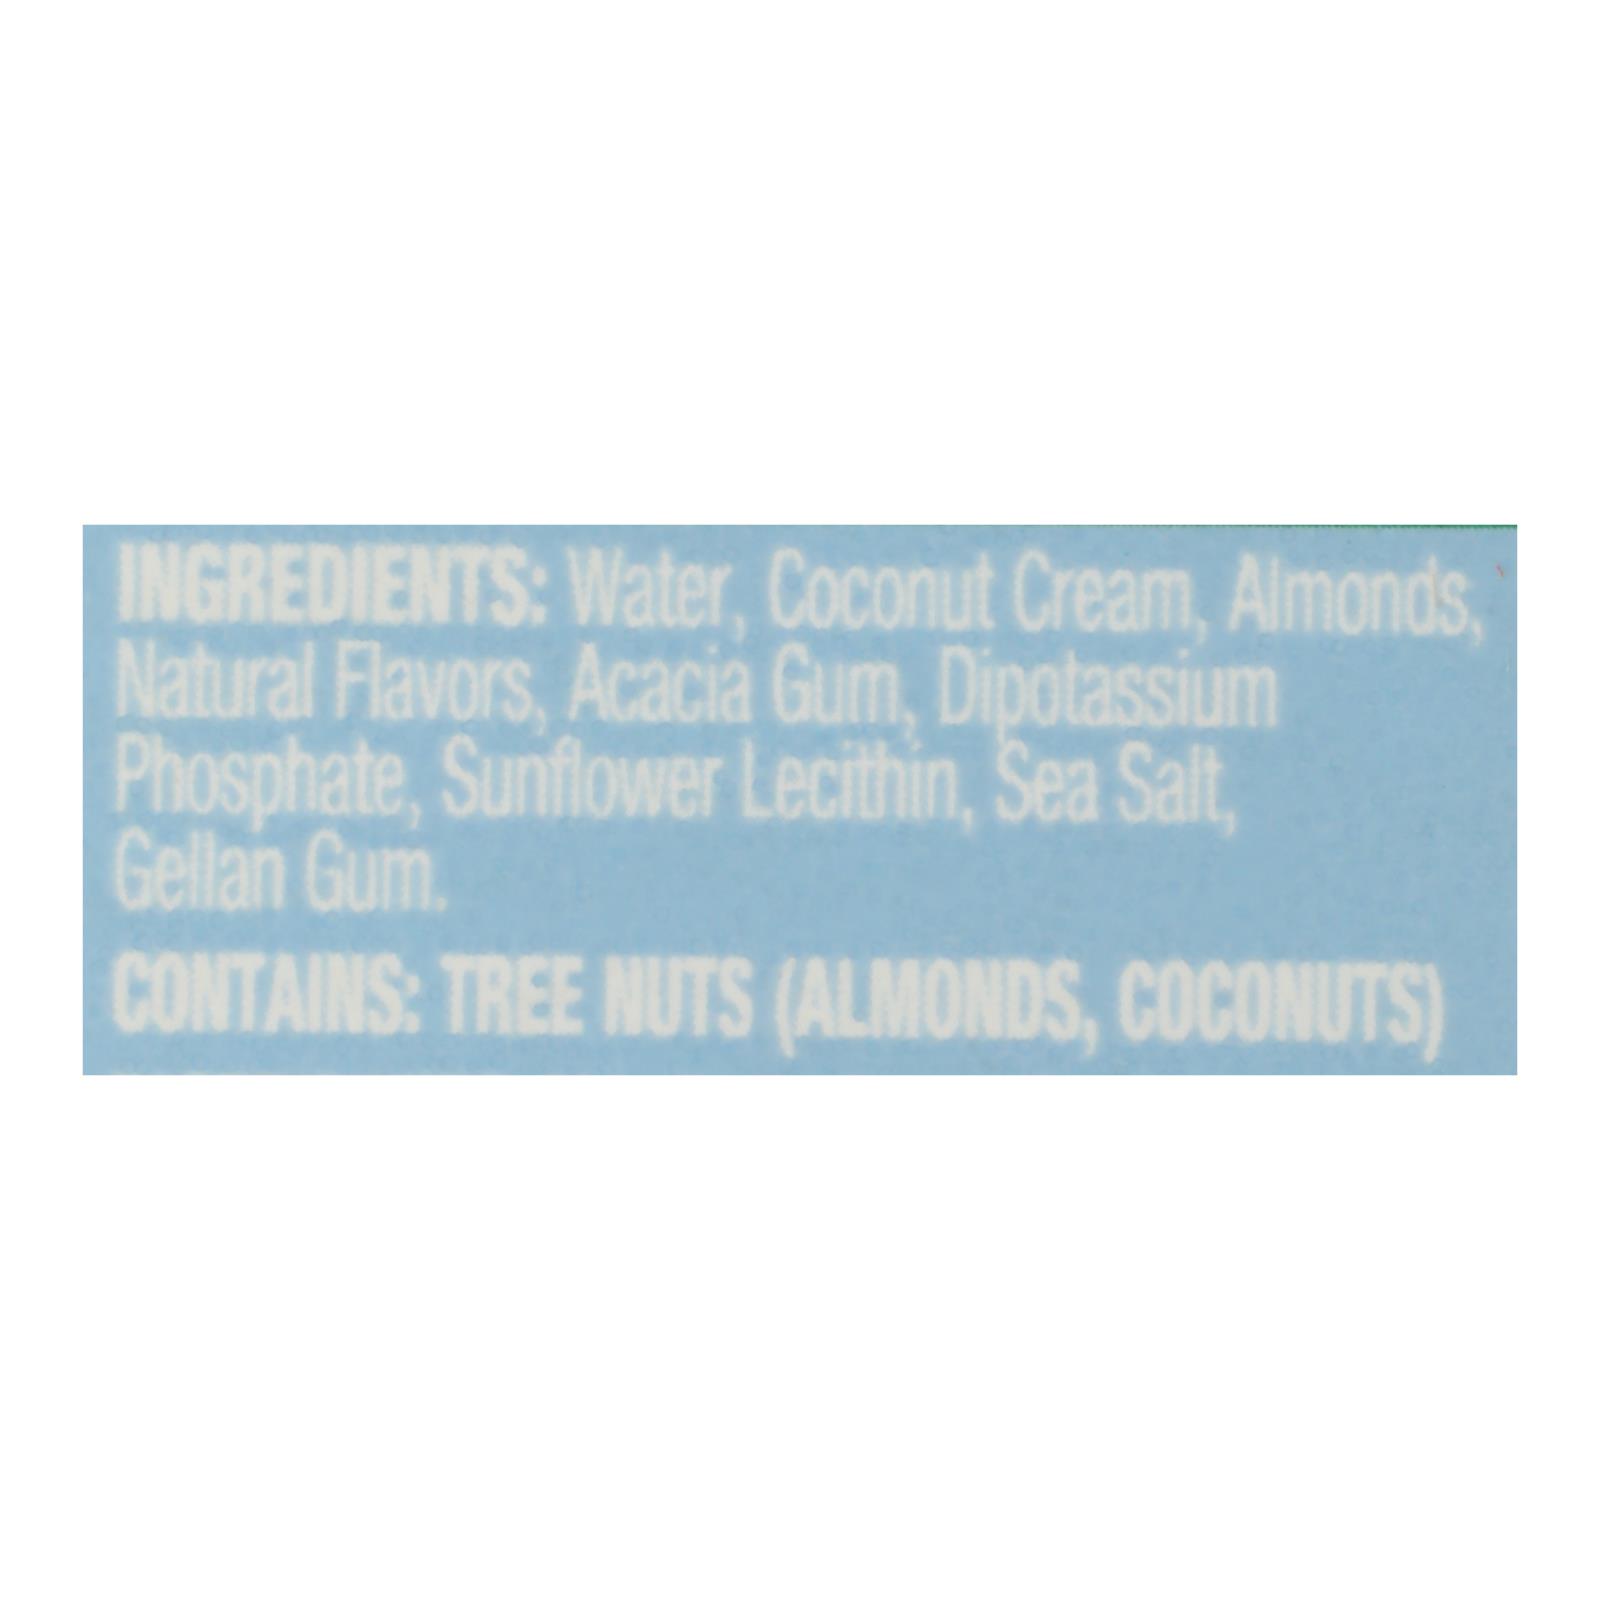 INGREDIENTS: Water, Coconut Cream, Almonds,
Natural Flavors, Acacia Gum, Dipotassium
Phosphate, Sunflower Lecithin, Sea Salt,
Gellan Gum.
CONTAINS: TREE NUTS (ALMONDS, COCONUTS)